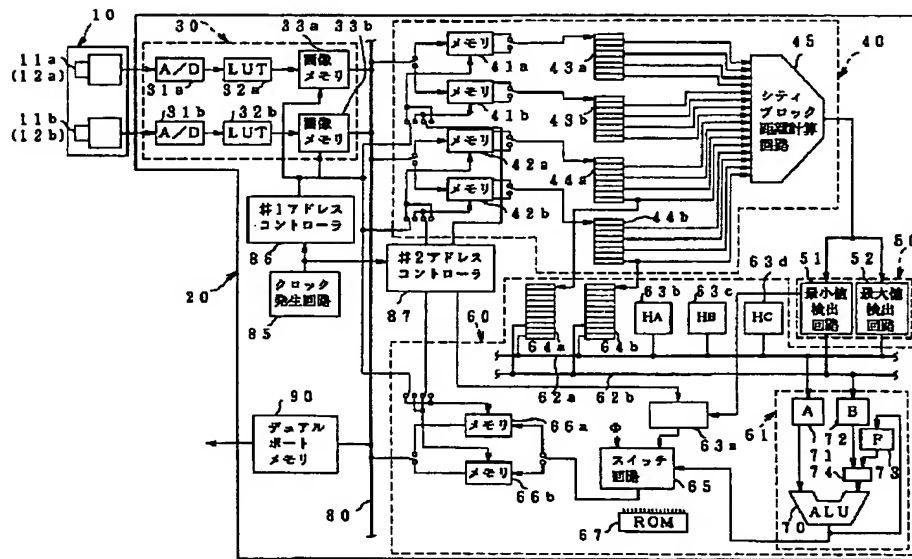 10
11a
(12a)
11b
(12b)
30
A/D
31a
LUT
32a
33a
画像
メモリ
33b
A/D
31b
LUT
32b
画像
メモリ
メモリ
41a
メモリ
41b
メモリ
42a
メモリ
42b
43a
43b
44a
44b
45
シティ
ブロック
距離計算
回路
40
#1アドレス
コントローラ
86
クロック
発生回路
85
#2アドレス
コントローラ
87
20
60
64a
64b
63b
HA
63c
HB
63d
HC
51
最小値
検出
回路
52
最大値
検出
回路
50
62a
62b
63a
90
デュアル
ポート
メモリ
80
メモリ
66a
メモリ
66b
Φ
スイッチ
回路
65
67
ROM
61
A
71
B
72
F
73
74
70
ALU